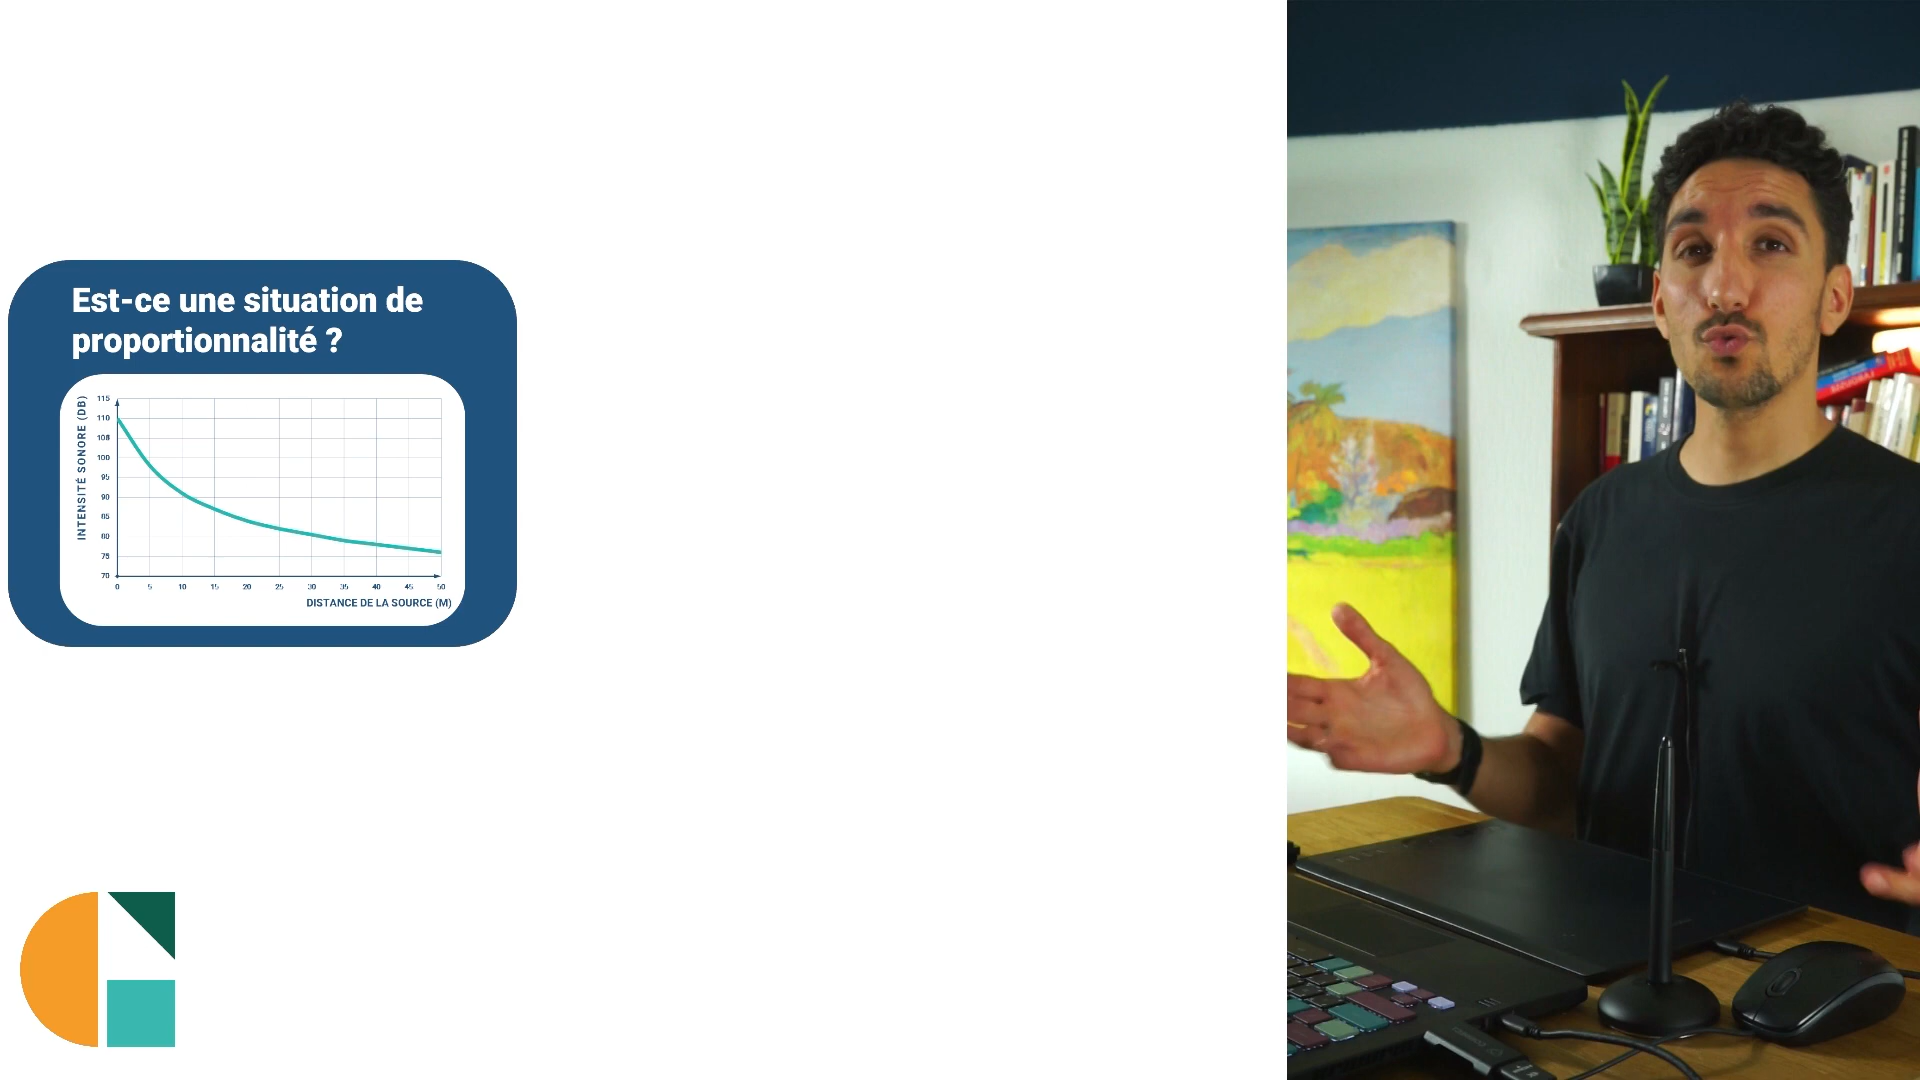 Est-ce une situation de
proportionnalité ?
INTENSITÉ SONORE (DB)
115
110
105
100
95
90
85
80
75
70
0 5 10 15 20 25 30 35 40 45 50
DISTANCE DE LA SOURCE (M)